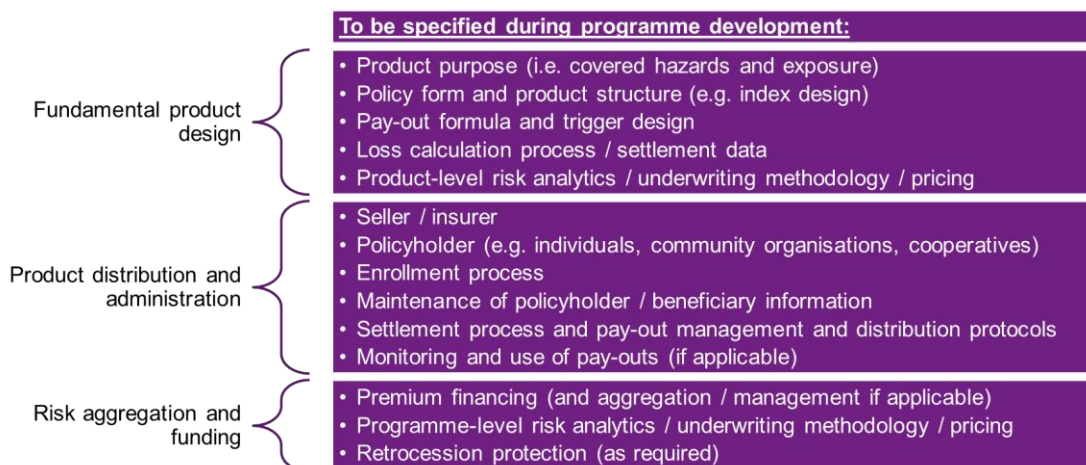 To be specified during programme development:
Fundamental product
design
• Product purpose (i.e. covered hazards and exposure)
• Policy form and product structure (e.g. index design)
• Pay-out formula and trigger design
• Loss calculation process / settlement data
• Product-level risk analytics / underwriting methodology / pricing
Product distribution and
administration
• Seller / insurer
• Policyholder (e.g. individuals, community organisations, cooperatives)
• Enrollment process
• Maintenance of policyholder / beneficiary information
• Settlement process and pay-out management and distribution protocols
• Monitoring and use of pay-outs (if applicable)
Risk aggregation and
funding
• Premium financing (and aggregation / management if applicable)
• Programme-level risk analytics / underwriting methodology / pricing
• Retrocession protection (as required)